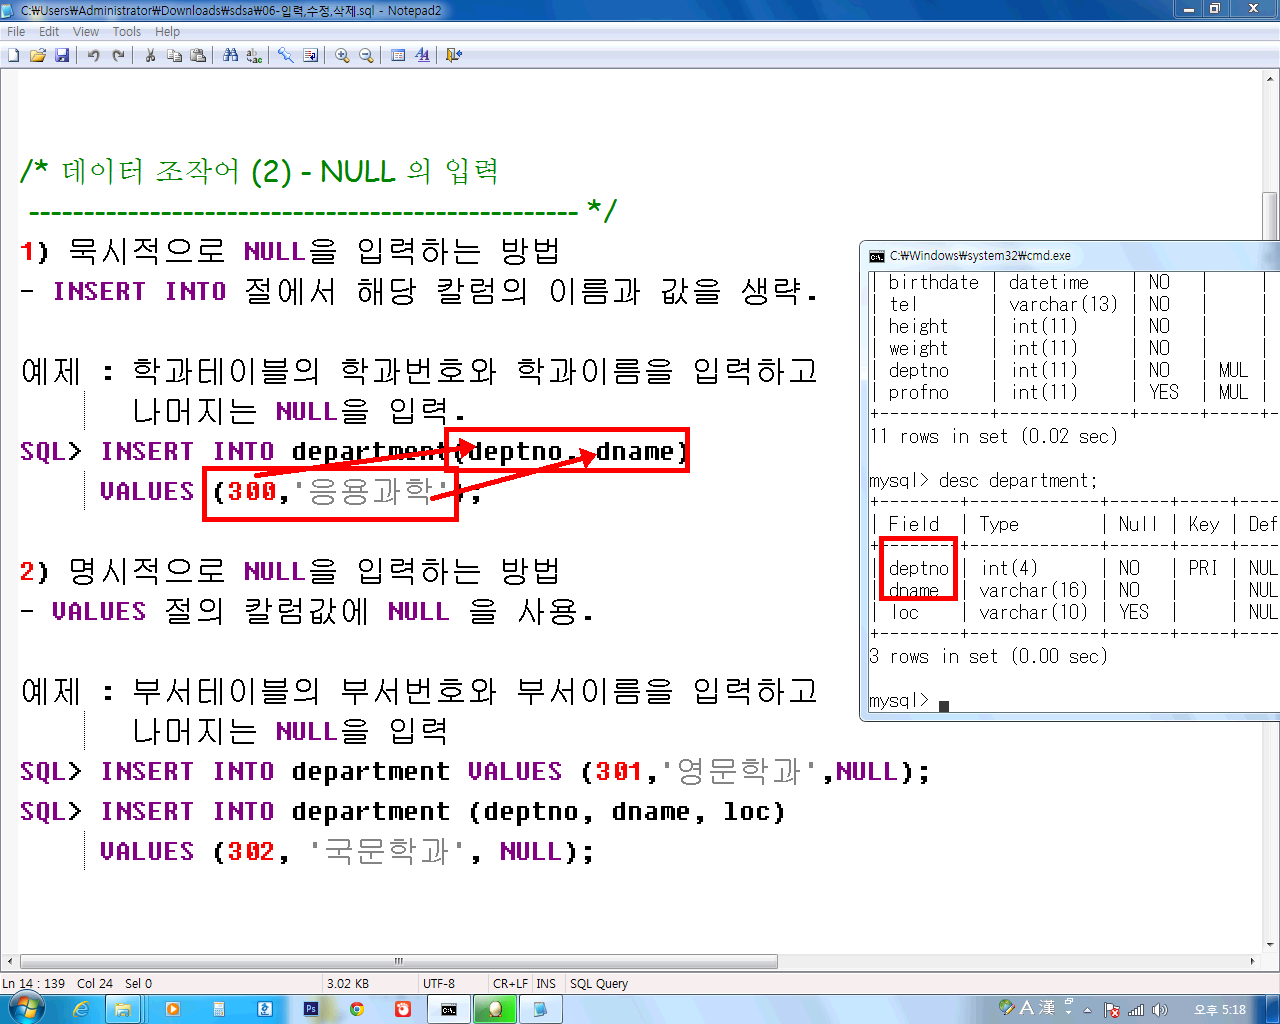 C:₩Users₩Administrator₩Downloads₩sdsa₩06-입력,수정,삭제.sql - Notepad2
File Edit View Tools Help
/* 데이터 조작어 (2) - NULL 의 입력
-------------------------------------------------- */
1) 묵시적으로 NULL을 입력하는 방법
- INSERT INTO 절에서 해당 칼럼의 이름과 값을 생략.
예제 : 학과테이블의 학과번호와 학과이름을 입력하고
나머지는 NULL을 입력.
SQL> INSERT INTO department(deptno, dname)
VALUES (300,'응용과학');
2) 명시적으로 NULL을 입력하는 방법
- VALUES 절의 칼럼값에 NULL 을 사용.
예제 : 부서테이블의 부서번호와 부서이름을 입력하고
나머지는 NULL을 입력
SQL> INSERT INTO department VALUES (301,'영문학과',NULL);
SQL> INSERT INTO department (deptno, dname, loc)
VALUES (302, '국문학과', NULL);
C:₩Windows₩system32₩cmd.exe
| birthdate | datetime | NO | |
| tel | varchar(13) | NO | |
| height | int(11) | NO | |
| weight | int(11) | NO | |
| deptno | int(11) | NO | MUL |
| profno | int(11) | YES | MUL |
+-----------+-------------+------+-----+----
11 rows in set (0.02 sec)
mysql> desc department;
+--------+-------------+------+-----+----
| Field | Type | Null | Key | Def
+--------+-------------+------+-----+----
| deptno | int(4) | NO | PRI | NUL
| dname | varchar(16) | NO | | NUL
| loc | varchar(10) | YES | | NUL
+--------+-------------+------+-----+----
3 rows in set (0.00 sec)
mysql>
Ln 14 : 139 Col 24 Sel 0 3.02 KB UTF-8 CR+LF INS SQL Query
Ps A 漢 오후 5:18